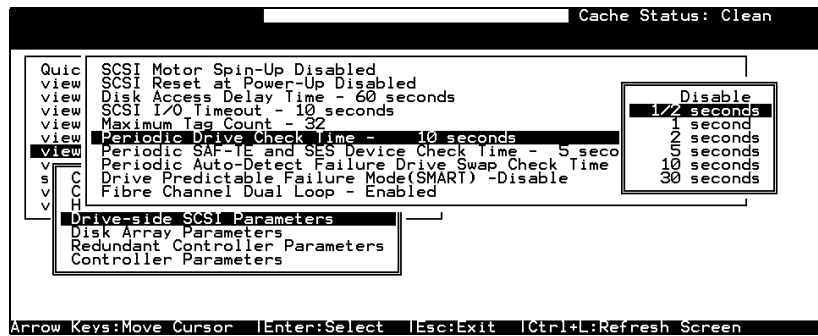 Cache Status: Clean
Quic
view
view
view
view
view
view
v
s
v
v
SCSI Motor Spin-Up Disabled
SCSI Reset at Power-Up Disabled
Disk Access Delay Time - 60 seconds
SCSI I/O Timeout - 10 seconds
Maximum Tag Count - 32
Periodic Drive Check Time - 10 seconds
Periodic SAF-TE and SES Device Check Time - 5 seco
Periodic Auto-Detect Failure Drive Swap Check Time
Drive Predictable Failure Mode(SMART) -Disable
Fibre Channel Dual Loop - Enabled
Disable
1/2 seconds
1 second
2 seconds
5 seconds
10 seconds
30 seconds
C
C
H
Drive-side SCSI Parameters
Disk Array Parameters
Redundant Controller Parameters
Controller Parameters
Arrow Keys:Move Cursor |Enter:Select |Esc:Exit |Ctrl+L:Refresh Screen